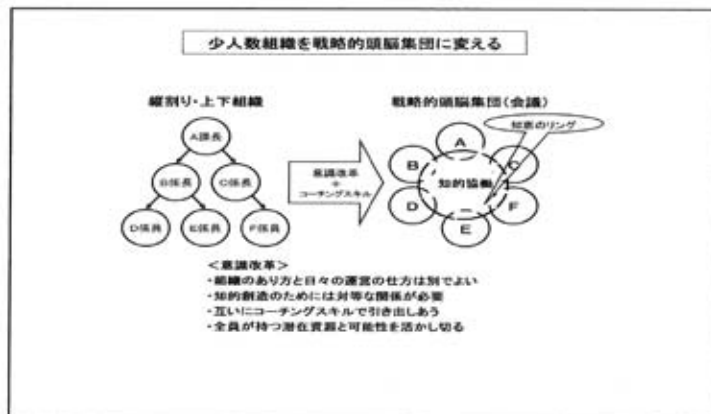 少人数組織を戦略的頭脳集団に変える
縦割り・上下組織
戦略的頭脳集団(会議)
知恵のリング
A課長
B係長
C係長
D係員
E係員
F係員
意識改革
+
コーチングスキル
A
B
C
知的協働
D
F
E
<意識改革>
・組織のあり方と日々の運営の仕方は別でよい
・知的創造のためには対等な関係が必要
・互いにコーチングスキルで引き出しあう
・全員が持つ潜在資源と可能性を活かし切る